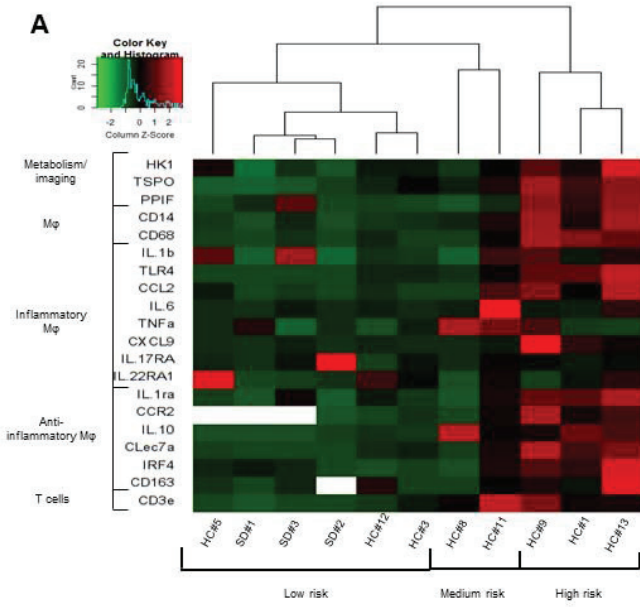 A
Color Key
and Histogram
Count
0 10 20
-2 0 1 2
Column Z-Score
Metabolism/
imaging
Mφ
Inflammatory
Mφ
Anti-
inflammatory Mφ
T cells
HK1
TSPO
PPIF
CD14
CD68
IL.1b
TLR4
CCL2
IL.6
TNFa
CXCL9
IL.17RA
IL.22RA1
IL.1ra
CCR2
IL.10
CLec7a
IRF4
CD163
CD3e
HC#5
SD#1
SD#3
SD#2
HC#12
HC#3
HC#8
HC#11
HC#9
HC#1
HC#13
Low risk
Medium risk
High risk